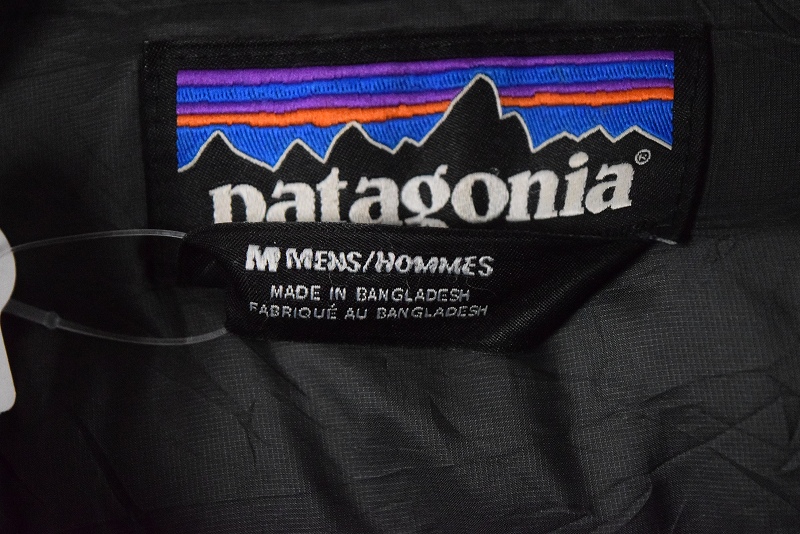 patagonia®
M MENS/HOMMES
MADE IN BANGLADESH
FABRIQUÉ AU BANGLADESH